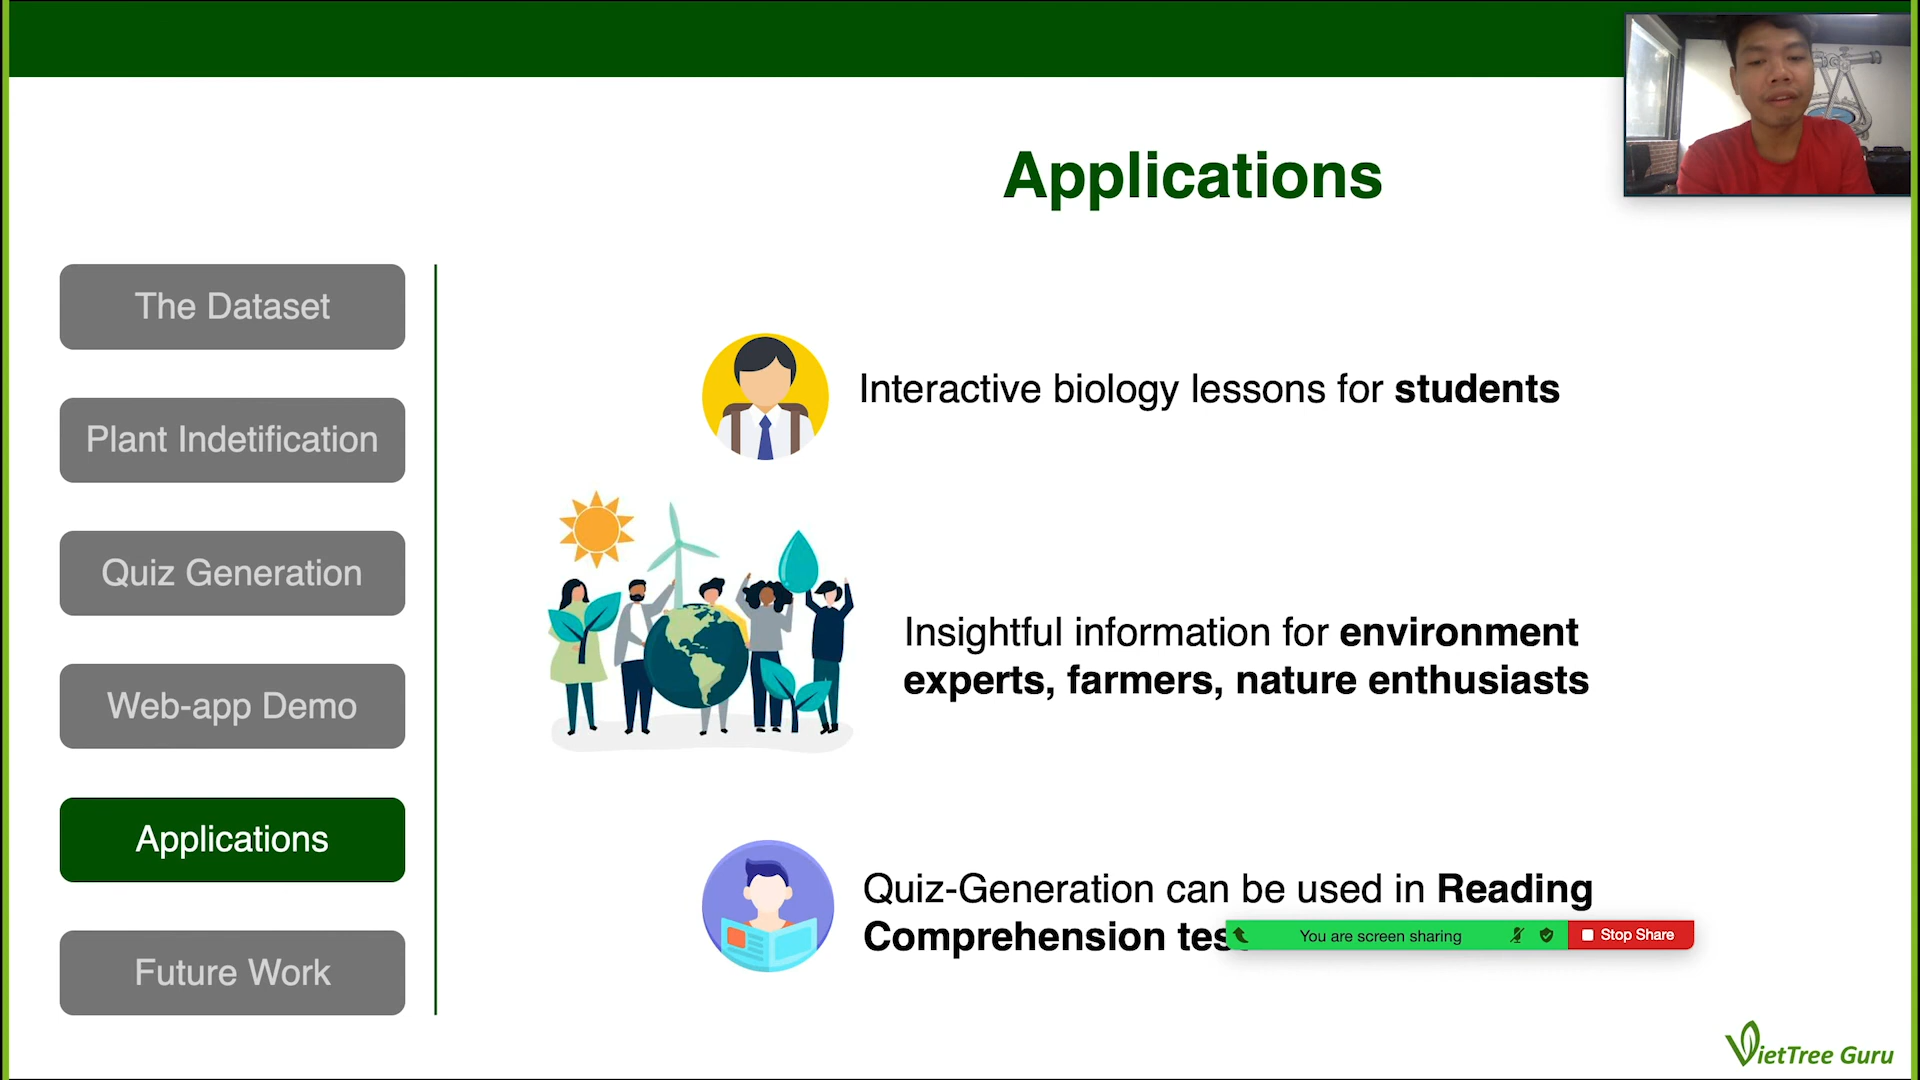 Applications
The Dataset
Plant Indetification
Quiz Generation
Web-app Demo
Applications
Future Work
Interactive biology lessons for students
Insightful information for environment
experts, farmers, nature enthusiasts
Quiz-Generation can be used in Reading
Comprehension
You are screen sharing
Stop Share
VietTree Guru